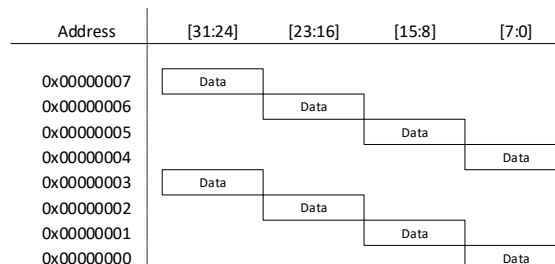 Address [31:24] [23:16] [15:8] [7:0]
0x00000007 Data
0x00000006 Data
0x00000005 Data
0x00000004 Data
0x00000003 Data
0x00000002 Data
0x00000001 Data
0x00000000 Data